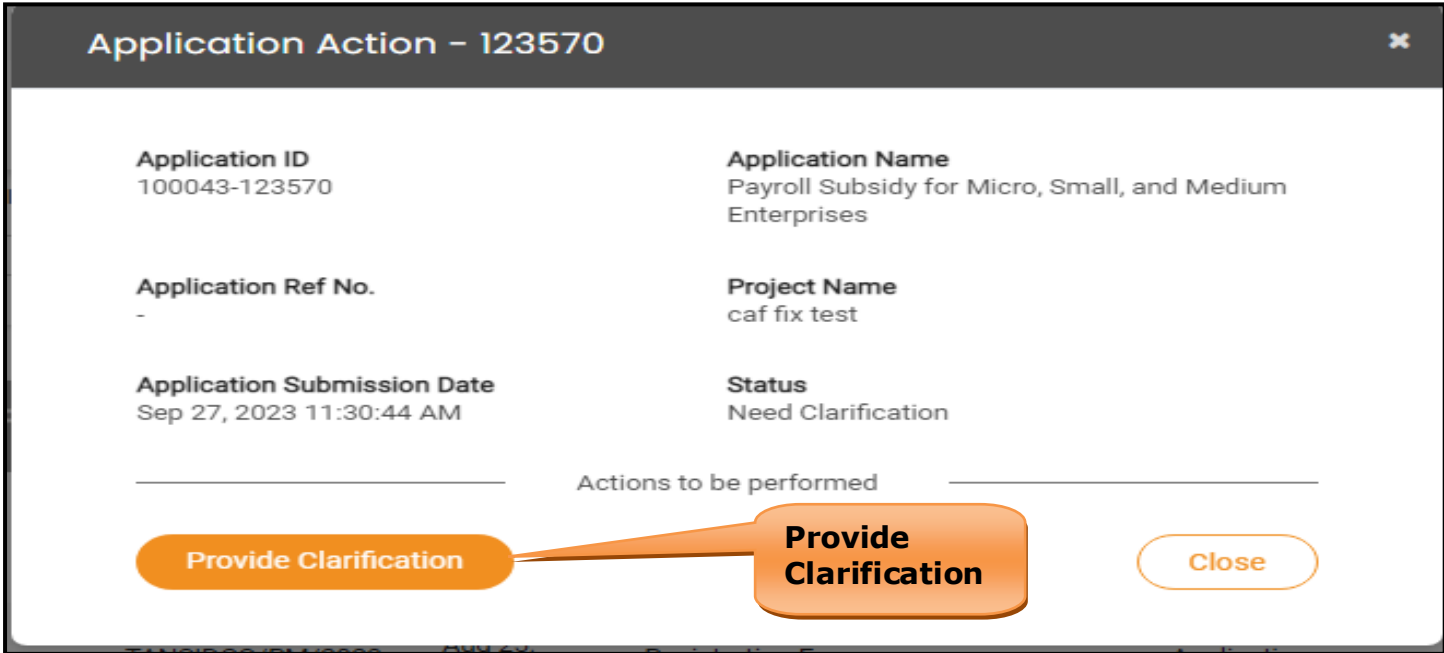 Application Action - 123570
Application ID
100043-123570
Application Name
Payroll Subsidy for Micro, Small, and Medium
Enterprises
Application Ref No.
-
Project Name
caf fix test
Application Submission Date
Sep 27, 2023 11:30:44 AM
Status
Need Clarification
Actions to be performed
Provide Clarification
Provide
Clarification
Close